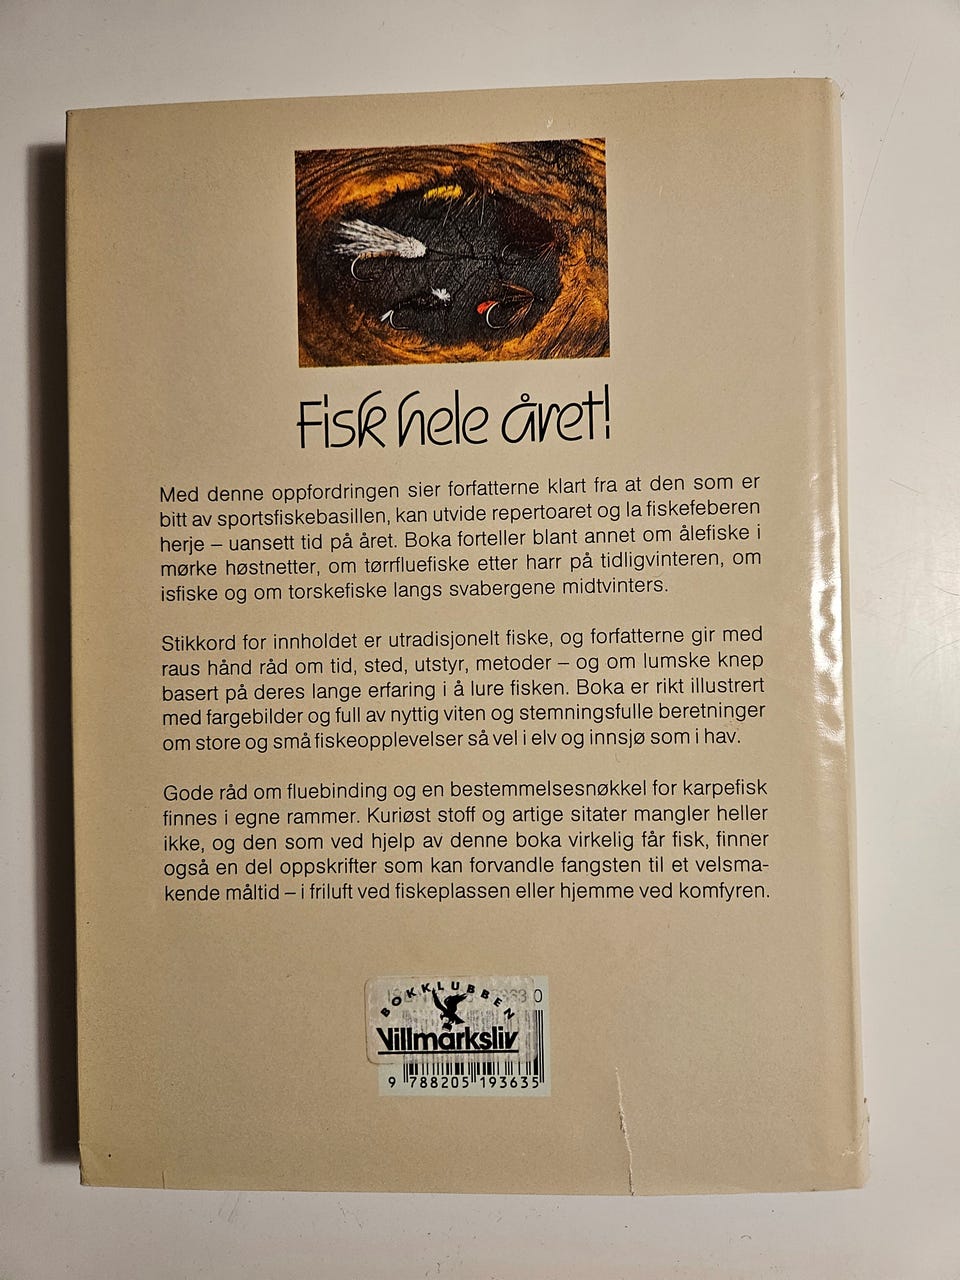 Fisk hele året!
Med denne oppfordringen sier forfatterne klart fra at den som er
bitt av sportsfiskebasillen, kan utvide repertoaret og la fiskefeberen
herje – uansett tid på året. Boka forteller blant annet om ålefiske i
mørke høstnetter, om tørrfluefiske etter harr på tidligvinteren, om
isfiske og om torskefiske langs svabergene midtvinters.
Stikkord for innholdet er utradisjonelt fiske, og forfatterne gir med
raus hånd råd om tid, sted, utstyr, metoder – og om lumske knep
basert på deres lange erfaring i å lure fisken. Boka er rikt illustrert
med fargebilder og full av nyttig viten og stemningsfulle beretninger
om store og små fiskeopplevelser så vel i elv og innsjø som i hav.
Gode råd om fluebinding og en bestemmelsesnøkkel for karpefisk
finnes i egne rammer. Kuriøst stoff og artige sitater mangler heller
ikke, og den som ved hjelp av denne boka virkelig får fisk, finner
også en del oppskrifter som kan forvandle fangsten til et velsma-
kende måltid – i friluft ved fiskeplassen eller hjemme ved komfyren.
BOKKLUBBEN
Villmarksliv
9 788205 193635